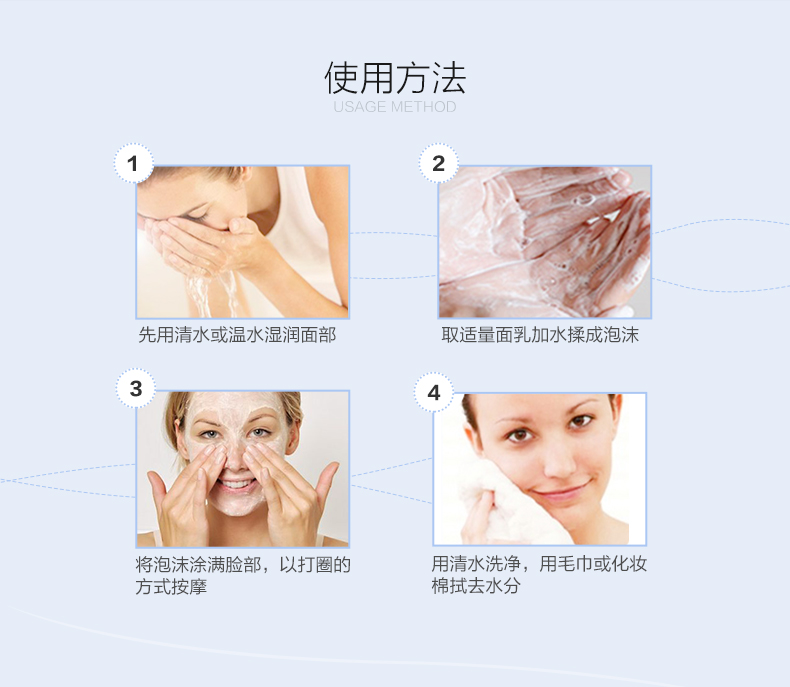 使用方法
USAGE METHOD
1
2
先用清水或温水湿润面部
取适量面乳加水揉成泡沫
3
4
将泡沫涂满脸部，以打圈的
方式按摩
用清水洗净，用毛巾或化妆
棉拭去水分